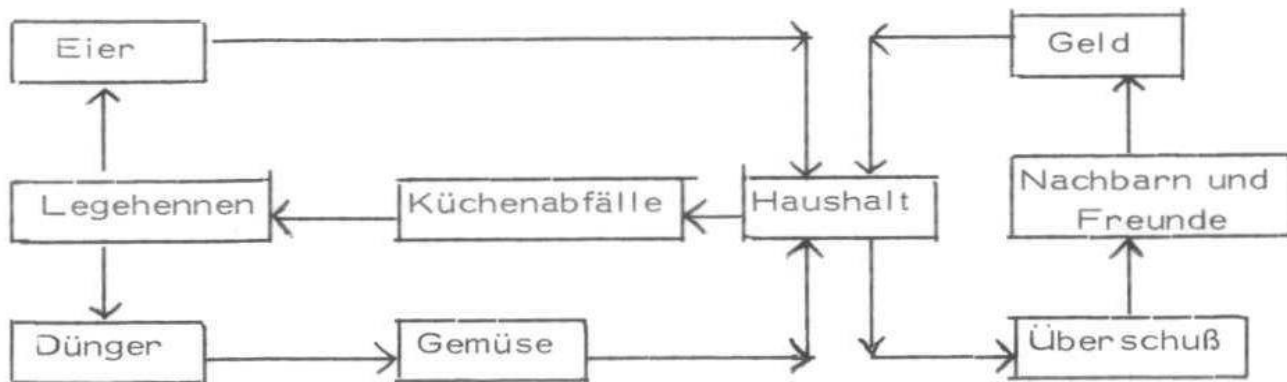 Eier
Geld
Legehennen
Küchenabfälle
Haushalt
Nachbarn und
Freunde
Dünger
Gemüse
Überschuß